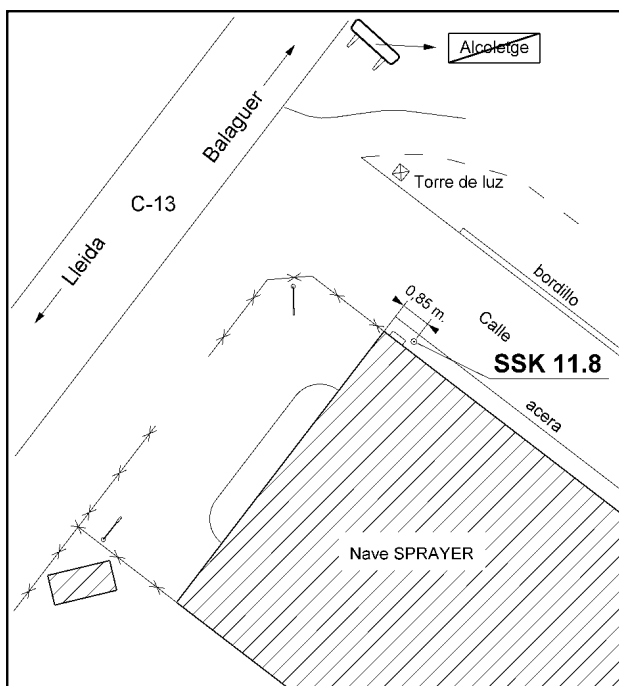 Alcoletge
Balaguer
Torre de luz
C-13
Lleida
bordillo
0,85 m.
Calle
SSK 11.8
acera
Nave SPRAYER